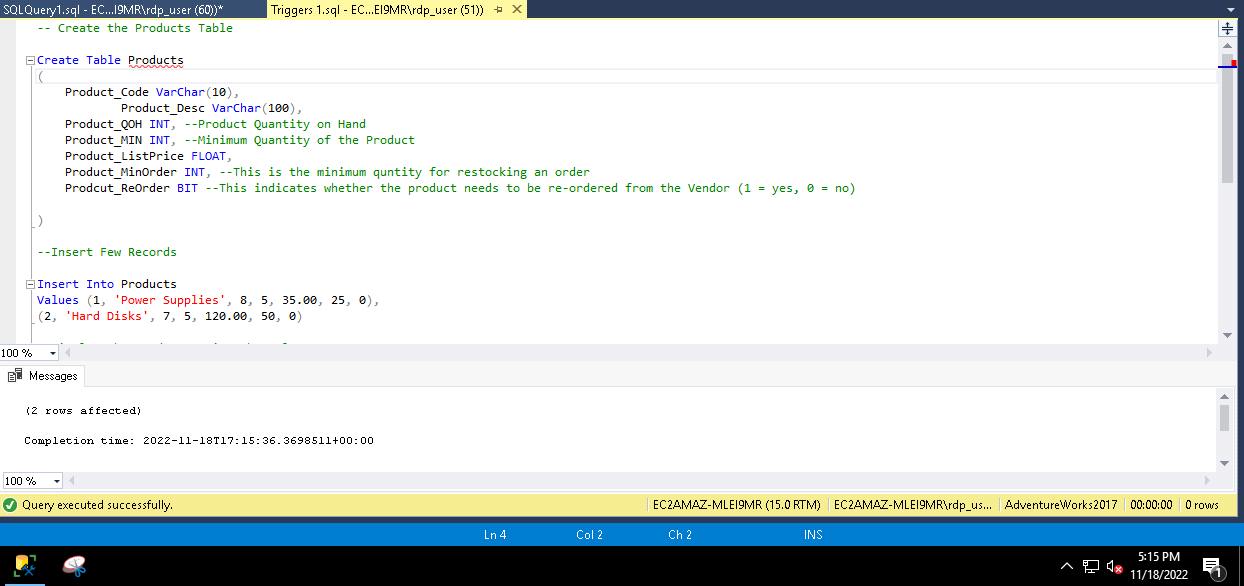 SQLQuery1.sql - EC...I9MR\rdp_user (60))*
Triggers 1.sql - EC...EI9MR\rdp_user (51))
-- Create the Products Table
Create Table Products
(
Product_Code VarChar(10),
Product_Desc VarChar(100),
Product_QOH INT, --Product Quantity on Hand
Product_MIN INT, --Minimum Quantity of the Product
Product_ListPrice FLOAT,
Product_MinOrder INT, --This is the minimum quntity for restocking an order
Prodcut_ReOrder BIT --This indicates whether the product needs to be re-ordered from the Vendor (1 = yes, 0 = no)
)
--Insert Few Records
Insert Into Products
Values (1, 'Power Supplies', 8, 5, 35.00, 25, 0),
(2, 'Hard Disks', 7, 5, 120.00, 50, 0)
100 %
Messages
(2 rows affected)
Completion time: 2022-11-18T17:15:36.3698511+00:00
100 %
Query executed successfully.
EC2AMAZ-MLEI9MR (15.0 RTM)
EC2AMAZ-MLEI9MR\rdp_us...
AdventureWorks2017
00:00:00
0 rows
Ln 4
Col 2
Ch 2
INS
5:15 PM
11/18/2022
1